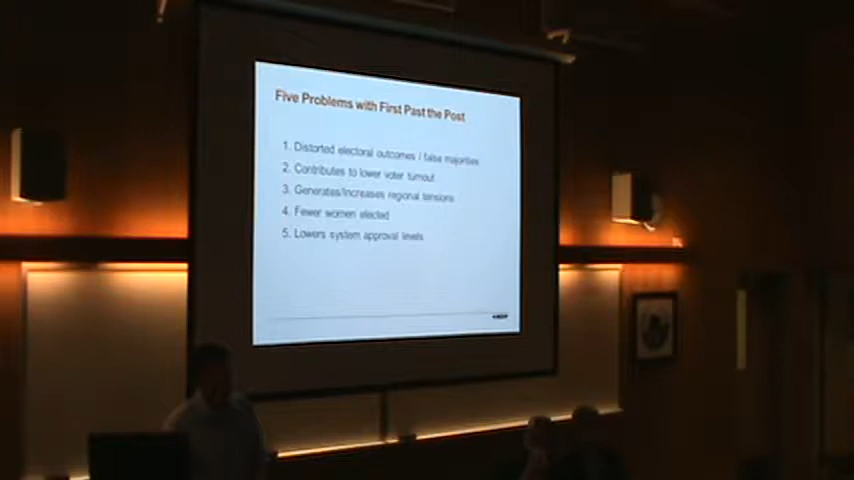 Five Problems with First Past the Post
1. Distorted electoral outcomes / false majorities
2. Contributes to lower voter turnout
3. Generates/Increases regional tensions
4. Fewer women elected
5. Lowers system approval levels